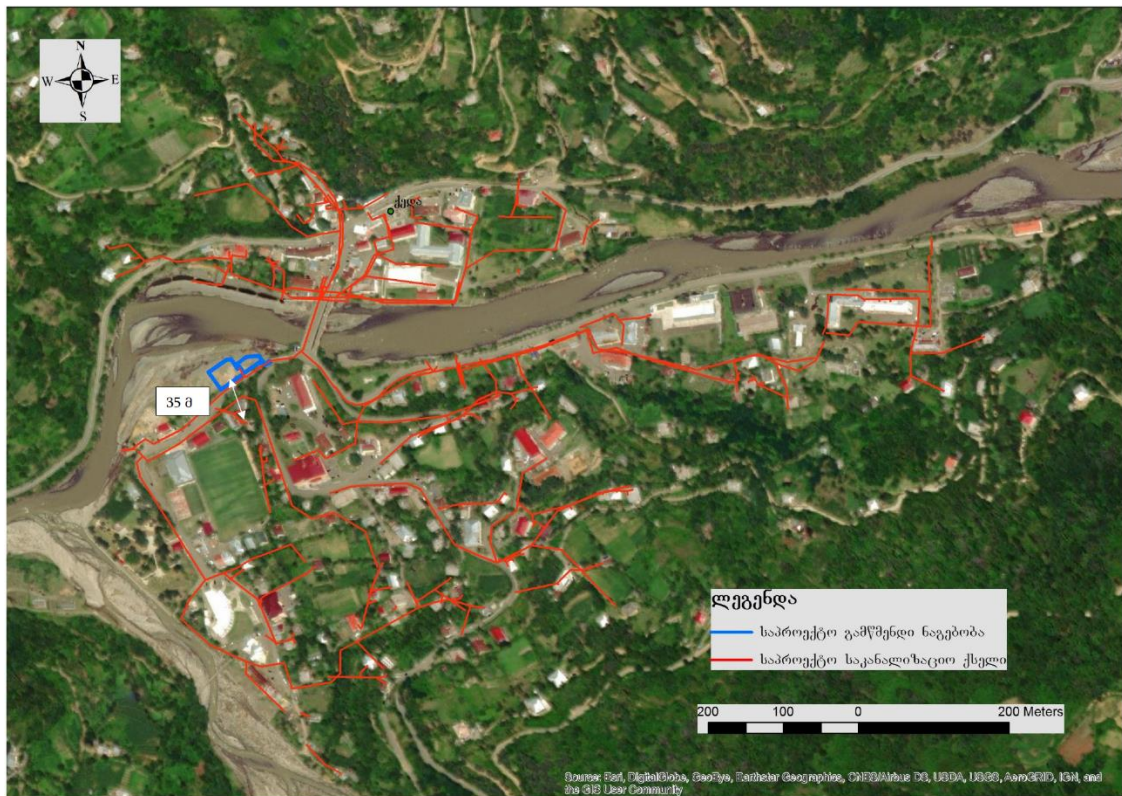 N
W E
S
ქედა
35 მ
ლეგენდა
საპროექტო გამწმენდი ნაგებობა
საპროექტო საკანალიზაციო ქსელი
200 100 0 200 Meters
Source: Esri, DigitalGlobe, GeoEye, Earthstar Geographics, CNES/Airbus DS, USDA, USGS, AeroGRID, IGN, and
the GIS User Community